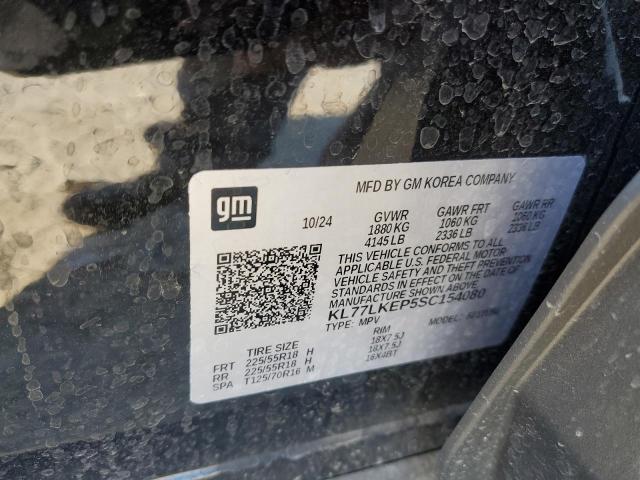 gm
MFD BY GM KOREA COMPANY
10/24
GVWR GAWR FRT GAWR RR
1880 KG 1060 KG 1060 KG
4145 LB 2336 LB 2336 LB
THIS VEHICLE CONFORMS TO ALL
APPLICABLE U.S. FEDERAL MOTOR
VEHICLE SAFETY AND THEFT PREVENTION
STANDARDS IN EFFECT ON THE DATE OF
MANUFACTURE SHOWN ABOVE.
KL77LKEP5SC154080
TYPE: MPV MODEL:
TIRE SIZE RIM
FRT 225/55R18 H 18X7.5J
RR 225/55R18 H 18X7.5J
SPA T125/70R16 M 16X4BT